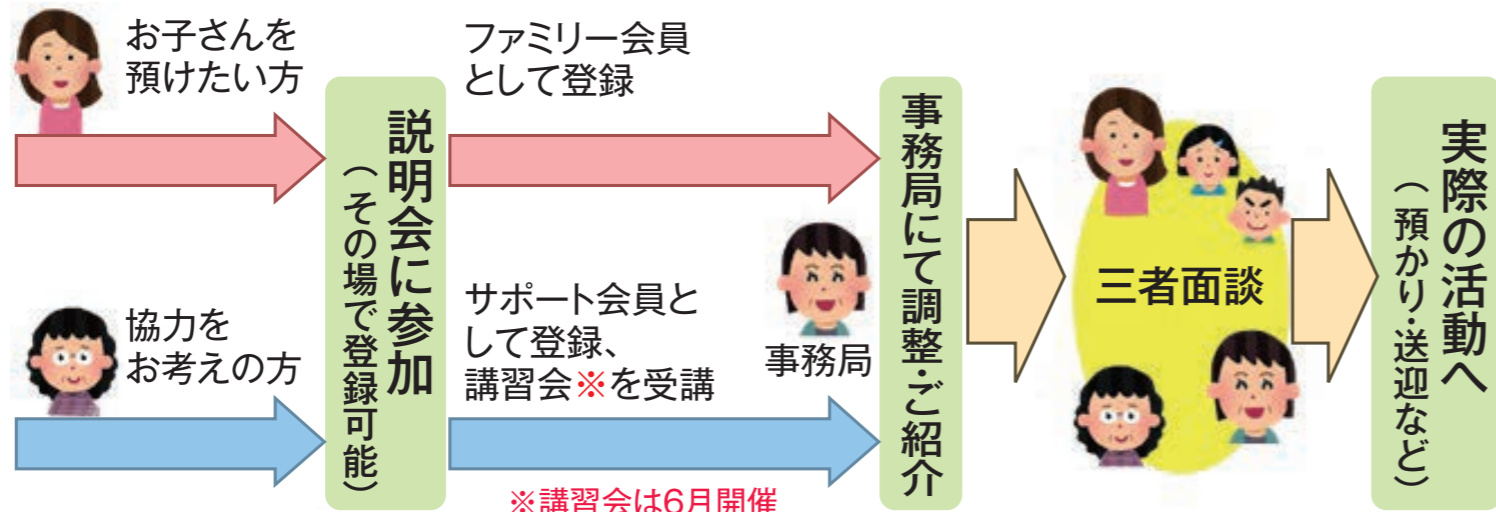 お子さんを
預けたい方
協力を
お考えの方
説明会に参加
（その場で登録可能）
ファミリー会員
として登録
サポート会員と
して登録、
講習会※を受講
※講習会は6月開催
事務局
事務局にて調整・ご紹介
三者面談
実際の活動へ
（預かり・送迎など）